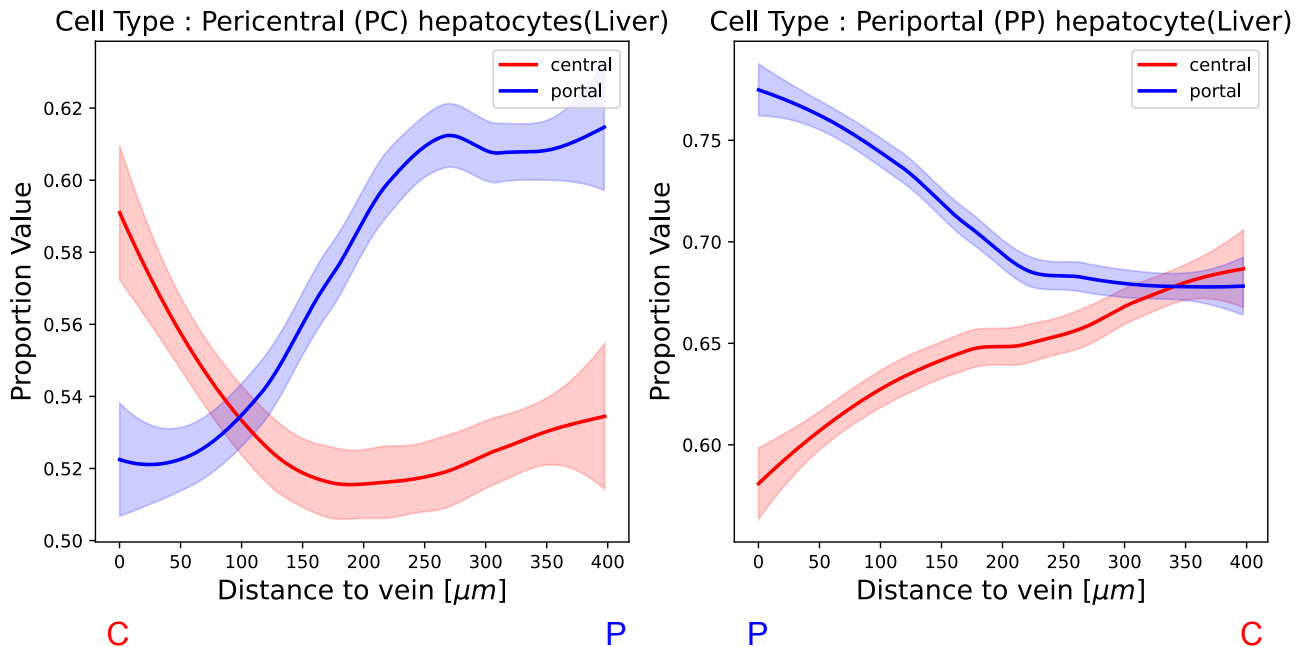 Cell Type : Pericentral (PC) hepatocytes(Liver)
central
portal
0.62
0.60
0.58
0.56
0.54
0.52
0.50
Proportion Value
0 50 100 150 200 250 300 350 400
Distance to vein [μm]
C P
Cell Type : Periportal (PP) hepatocyte(Liver)
central
portal
0.75
0.70
0.65
0.60
Proportion Value
0 50 100 150 200 250 300 350 400
Distance to vein [μm]
P C